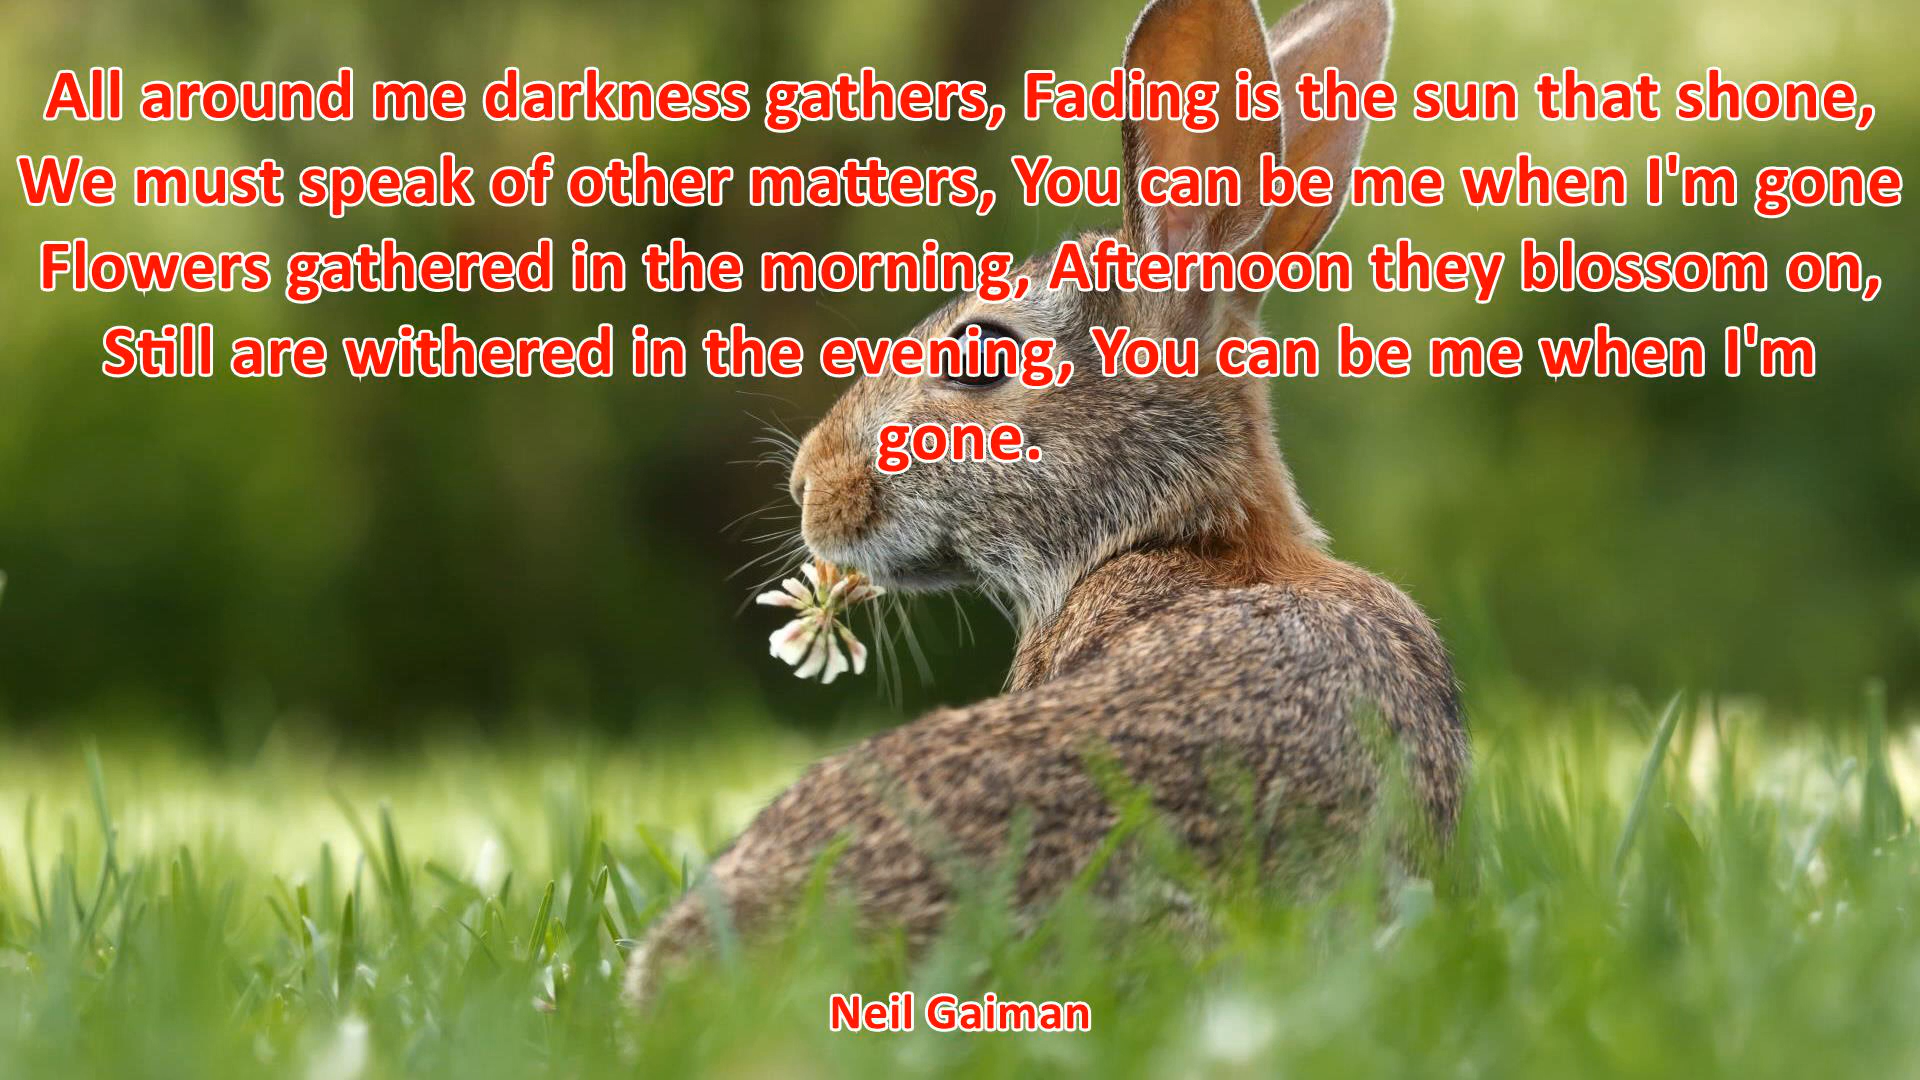 All around me darkness gathers, Fading is the sun that shone,
We must speak of other matters, You can be me when I'm gone
Flowers gathered in the morning, Afternoon they blossom on,
Still are withered in the evening, You can be me when I'm
gone.
Neil Gaiman